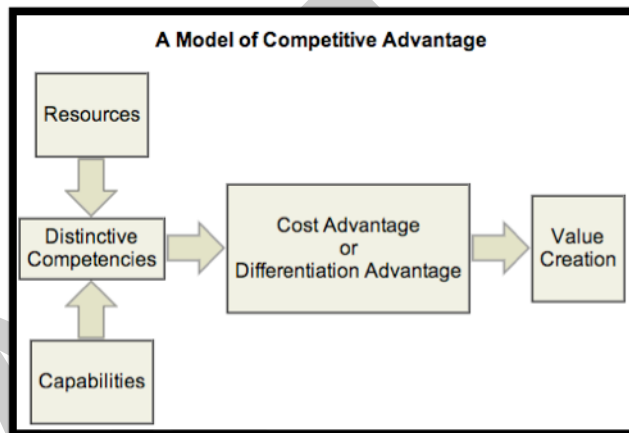 A Model of Competitive Advantage
Resources
Distinctive
Competencies
Capabilities
Cost Advantage
or
Differentiation Advantage
Value
Creation